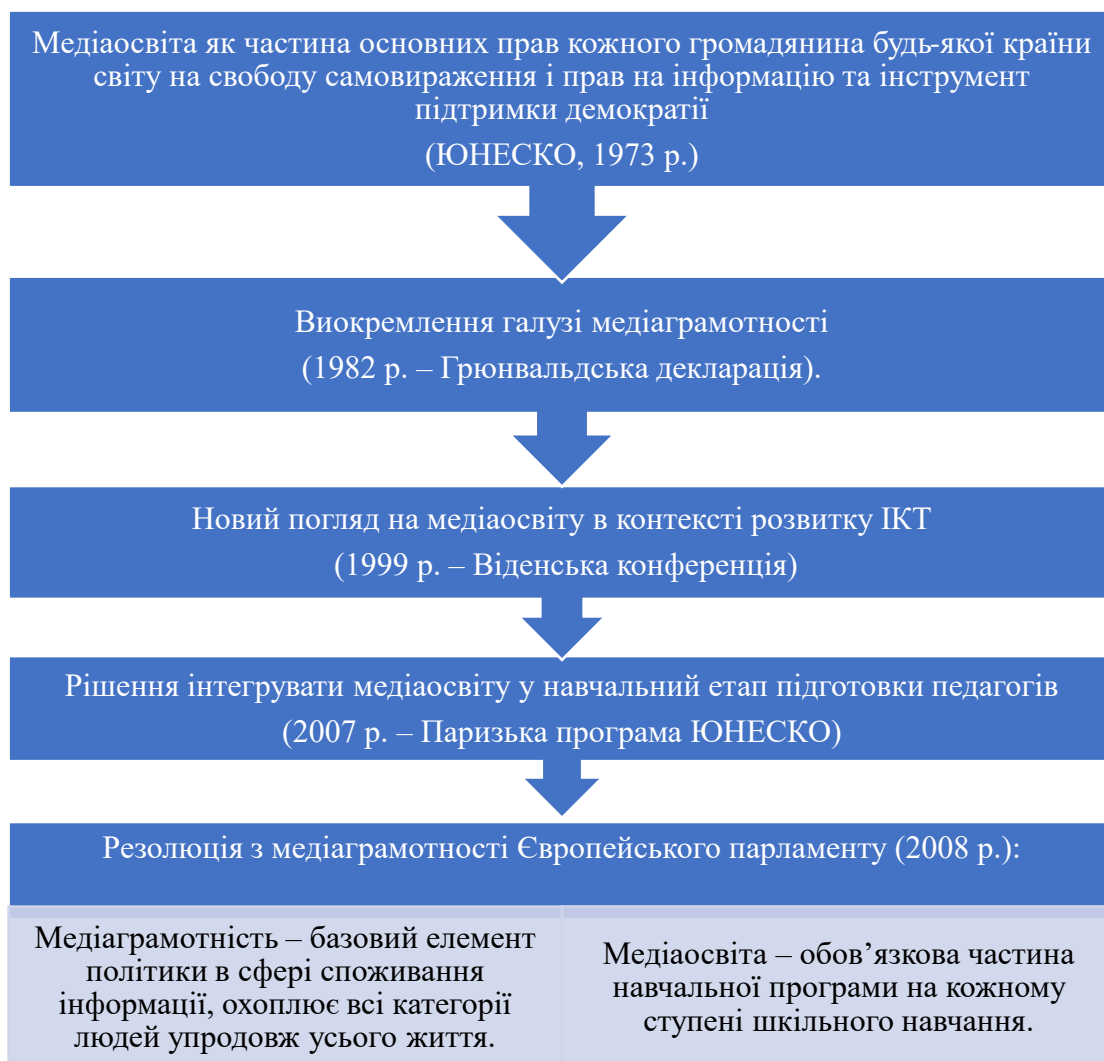 Медіаосвіта як частина основних прав кожного громадянина будь-якої країни
світу на свободу самовираження і прав на інформацію та інструмент
підтримки демократії
(ЮНЕСКО, 1973 р.)
Виокремлення галузі медіаграмотності
(1982 р. – Грюнвальдська декларація).
Новий погляд на медіаосвіту в контексті розвитку ІКТ
(1999 р. – Віденська конференція)
Рішення інтегрувати медіаосвіту у навчальний етап підготовки педагогів
(2007 р. – Паризька програма ЮНЕСКО)
Резолюція з медіаграмотності Європейського парламенту (2008 р.):
Медіаграмотність – базовий елемент
політики в сфері споживання
інформації, охоплює всі категорії
людей упродовж усього життя.
Медіаосвіта – обов’язкова частина
навчальної програми на кожному
ступені шкільного навчання.